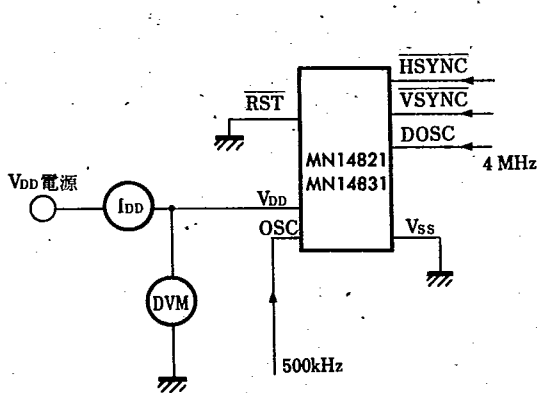 HSYNC
RST
VSYNC
DOSC
MN14821
4 MHz
MN14831
VDD電源
IDD
VDD
OSC
VSS
DVM
500kHz